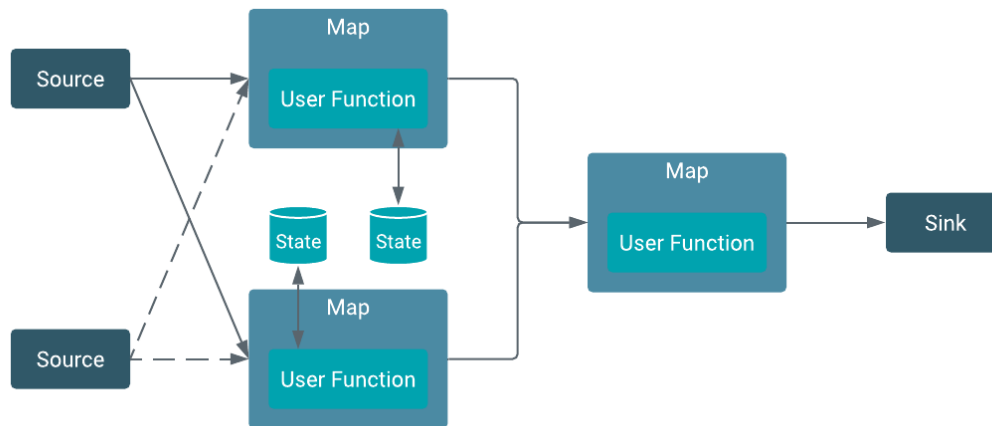 Map
Source
User Function
State
State
Map
User Function
Sink
Map
Source
User Function